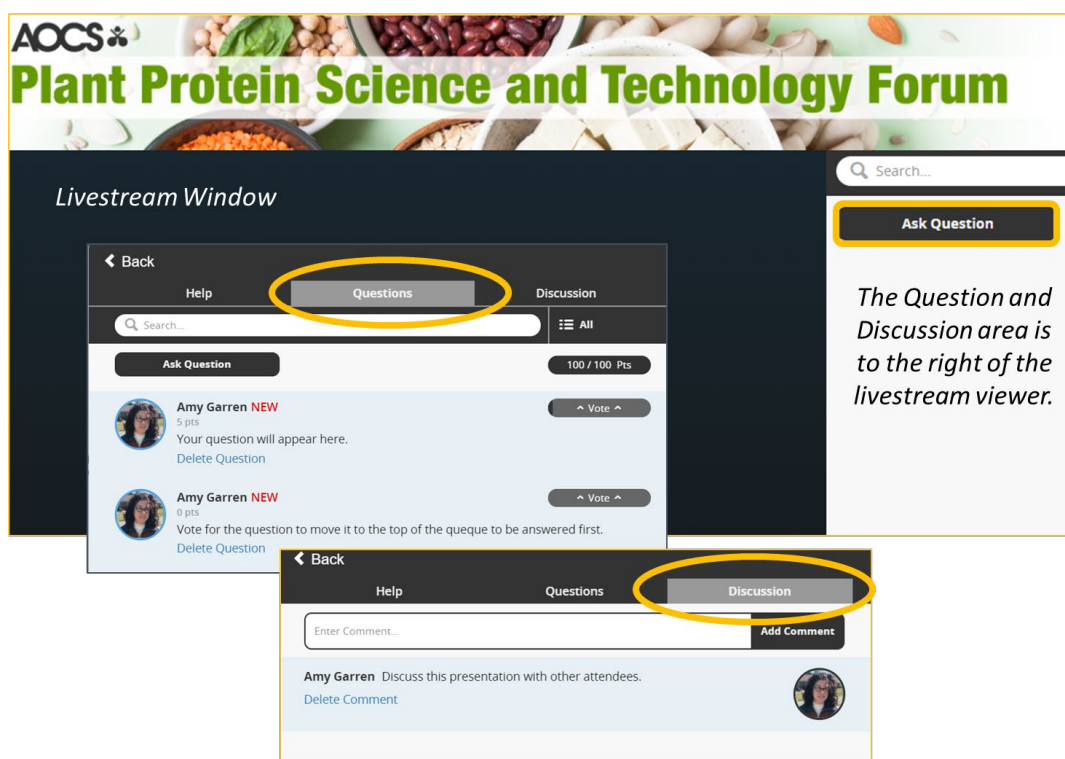 AOCS
Plant Protein Science and Technology Forum
Livestream Window
Search...
Ask Question
The Question and
Discussion area is
to the right of the
livestream viewer.
Back
Help Questions Discussion
Search... All
Ask Question 100 / 100 Pts
Amy Garren NEW ^ Vote ^
5 pts
Your question will appear here.
Delete Question
Amy Garren NEW ^ Vote ^
0 pts
Vote for the question to move it to the top of the queque to be answered first.
Delete Question
Back
Help Questions Discussion
Enter Comment... Add Comment
Amy Garren Discuss this presentation with other attendees.
Delete Comment